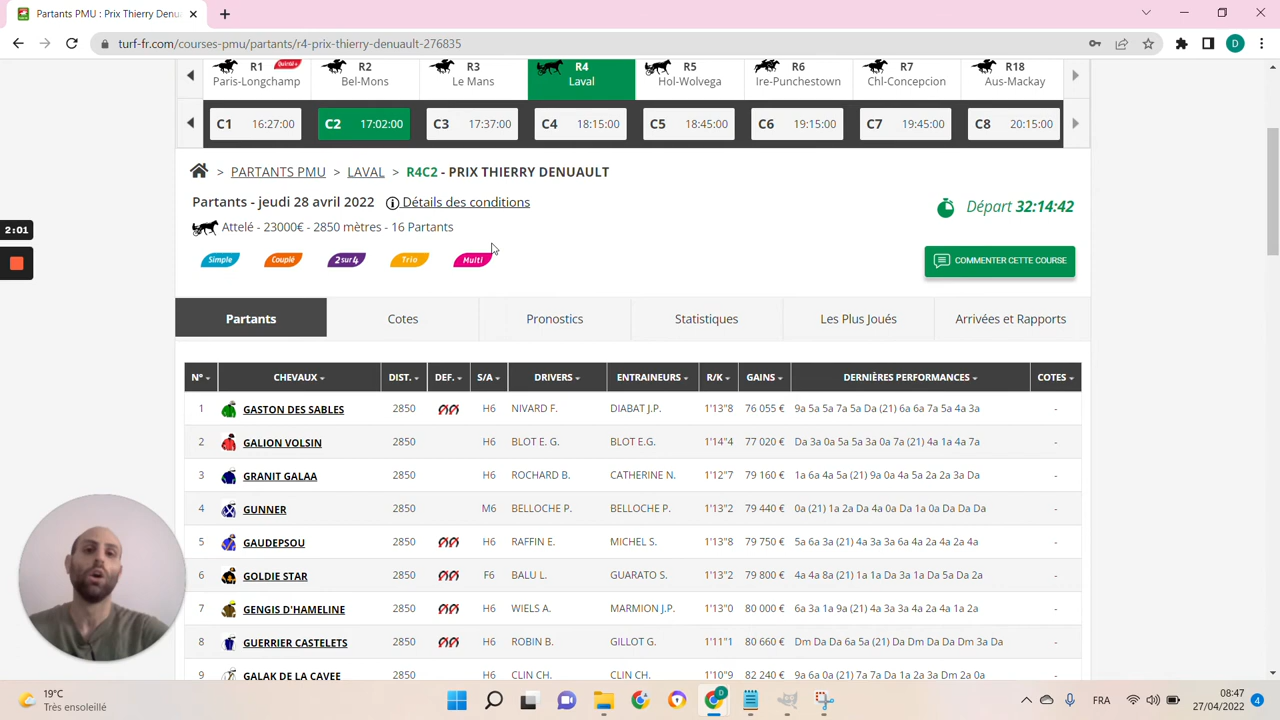 Partants PMU : Prix Thierry Denu
turf-fr.com/courses-pmu/partants/r4-prix-thierry-denuault-276835
D
R1 Quinté+ R2 R3 R4 R5 R6 R7 R18
Paris-Longchamp Bel-Mons Le Mans Laval Hol-Wolvega Ire-Punchestown Chl-Concepcion Aus-Mackay
C1 16:27:00 C2 17:02:00 C3 17:37:00 C4 18:15:00 C5 18:45:00 C6 19:15:00 C7 19:45:00 C8 20:15:00
> PARTANTS PMU > LAVAL > R4C2 - PRIX THIERRY DENUAULT
Partants - jeudi 28 avril 2022 Détails des conditions
Départ 32:14:42
Attelé - 23000€ - 2850 mètres - 16 Partants
2:01
Simple Couplé 2sur4 Trio Multi
COMMENTER CETTE COURSE
Partants Cotes Pronostics Statistiques Les Plus Joués Arrivées et Rapports
N° CHEVAUX DIST. DEF. S/A DRIVERS ENTRAINEURS R/K GAINS DERNIÈRES PERFORMANCES COTES
1 GASTON DES SABLES 2850 H6 NIVARD F. DIABAT J.P. 1'13"8 76 055 € 9a 5a 5a 7a 5a Da (21) 6a 6a 7a 5a 4a 3a -
2 GALION VOLSIN 2850 H6 BLOT E. G. BLOT E.G. 1'14"4 77 020 € Da 3a 0a 5a 5a 3a 0a 7a (21) 4a 1a 4a 7a -
3 GRANIT GALAA 2850 H6 ROCHARD B. CATHERINE N. 1'12"7 79 160 € 1a 6a 4a 5a (21) 9a 0a 4a 5a 2a 2a 3a Da -
4 GUNNER 2850 M6 BELLOCHE P. BELLOCHE P. 1'13"2 79 440 € 0a (21) 1a 2a Da 4a 0a Da 1a 0a Da Da Da -
5 GAUDEPSOU 2850 H6 RAFFIN E. MICHEL S. 1'13"8 79 750 € 5a 6a 3a (21) 4a 3a 3a 6a 4a 2a 4a 2a 4a -
6 GOLDIE STAR 2850 F6 BALU L. GUARATO S. 1'13"2 79 800 € 4a 4a 8a (21) 1a 1a Da 3a 1a Da 5a Da 2a -
7 GENGIS D'HAMELINE 2850 H6 WIELS A. MARMION J.P. 1'13"0 80 000 € 6a 3a 1a 9a (21) 4a 3a 3a 4a 2a 4a 1a 2a -
8 GUERRIER CASTELETS 2850 H6 ROBIN B. GILLOT G. 1'11"1 80 660 € Dm Da Da 6a 5a (21) Da Dm Da Da Dm 3a Da -
9 GALAK DE LA CAVEE 2850 H6 CLIN CH. CLIN CH. 1'10"9 82 240 € 9a 6a 0a (21) 7a 7a Da 1a 2a 3a Dm 2a 0a -
19°C
Très ensoleillé
D
FRA
08:47
27/04/2022
4